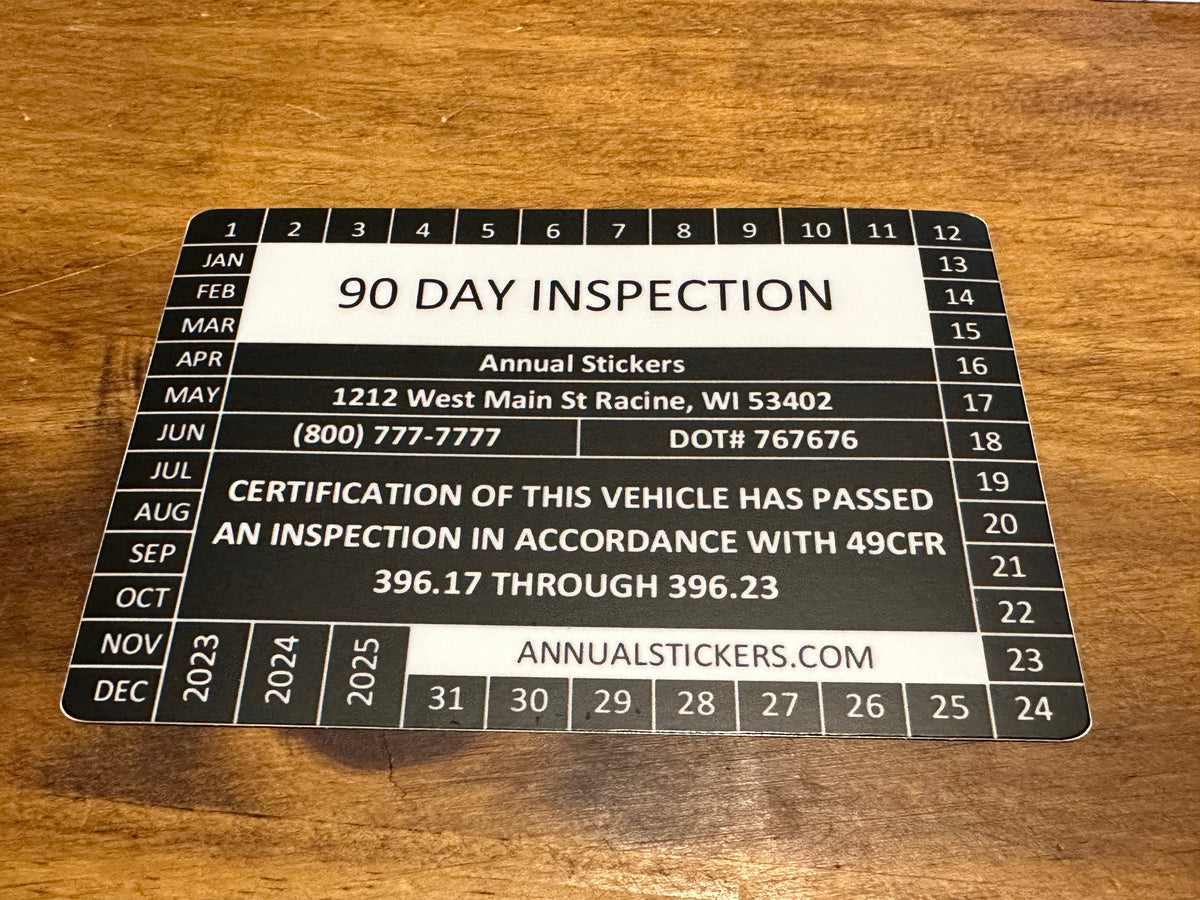 1 2 3 4 5 6 7 8 9 10 11 12
JAN 13
FEB 14
MAR 15
90 DAY INSPECTION
APR Annual Stickers 16
MAY 1212 West Main St Racine, WI 53402 17
JUN (800) 777-7777 DOT# 767676 18
JUL 19
AUG 20
SEP 21
OCT 22
CERTIFICATION OF THIS VEHICLE HAS PASSED
AN INSPECTION IN ACCORDANCE WITH 49CFR
396.17 THROUGH 396.23
NOV 2023 2024 2025 ANNUALSTICKERS.COM 23
DEC 31 30 29 28 27 26 25 24